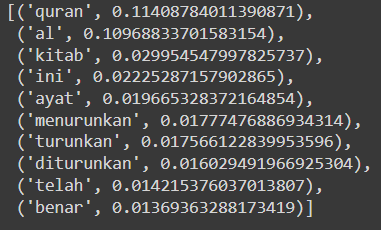 [('quran', 0.11408784011390871),
('al', 0.10968833701583154),
('kitab', 0.029954547997825737),
('ini', 0.02225287157902865),
('ayat', 0.019665328372164854),
('menurunkan', 0.01777476886934314),
('turunkan', 0.017566122839953596),
('diturunkan', 0.016029491966925304),
('telah', 0.014215376037013807),
('benar', 0.01369363288173419)]